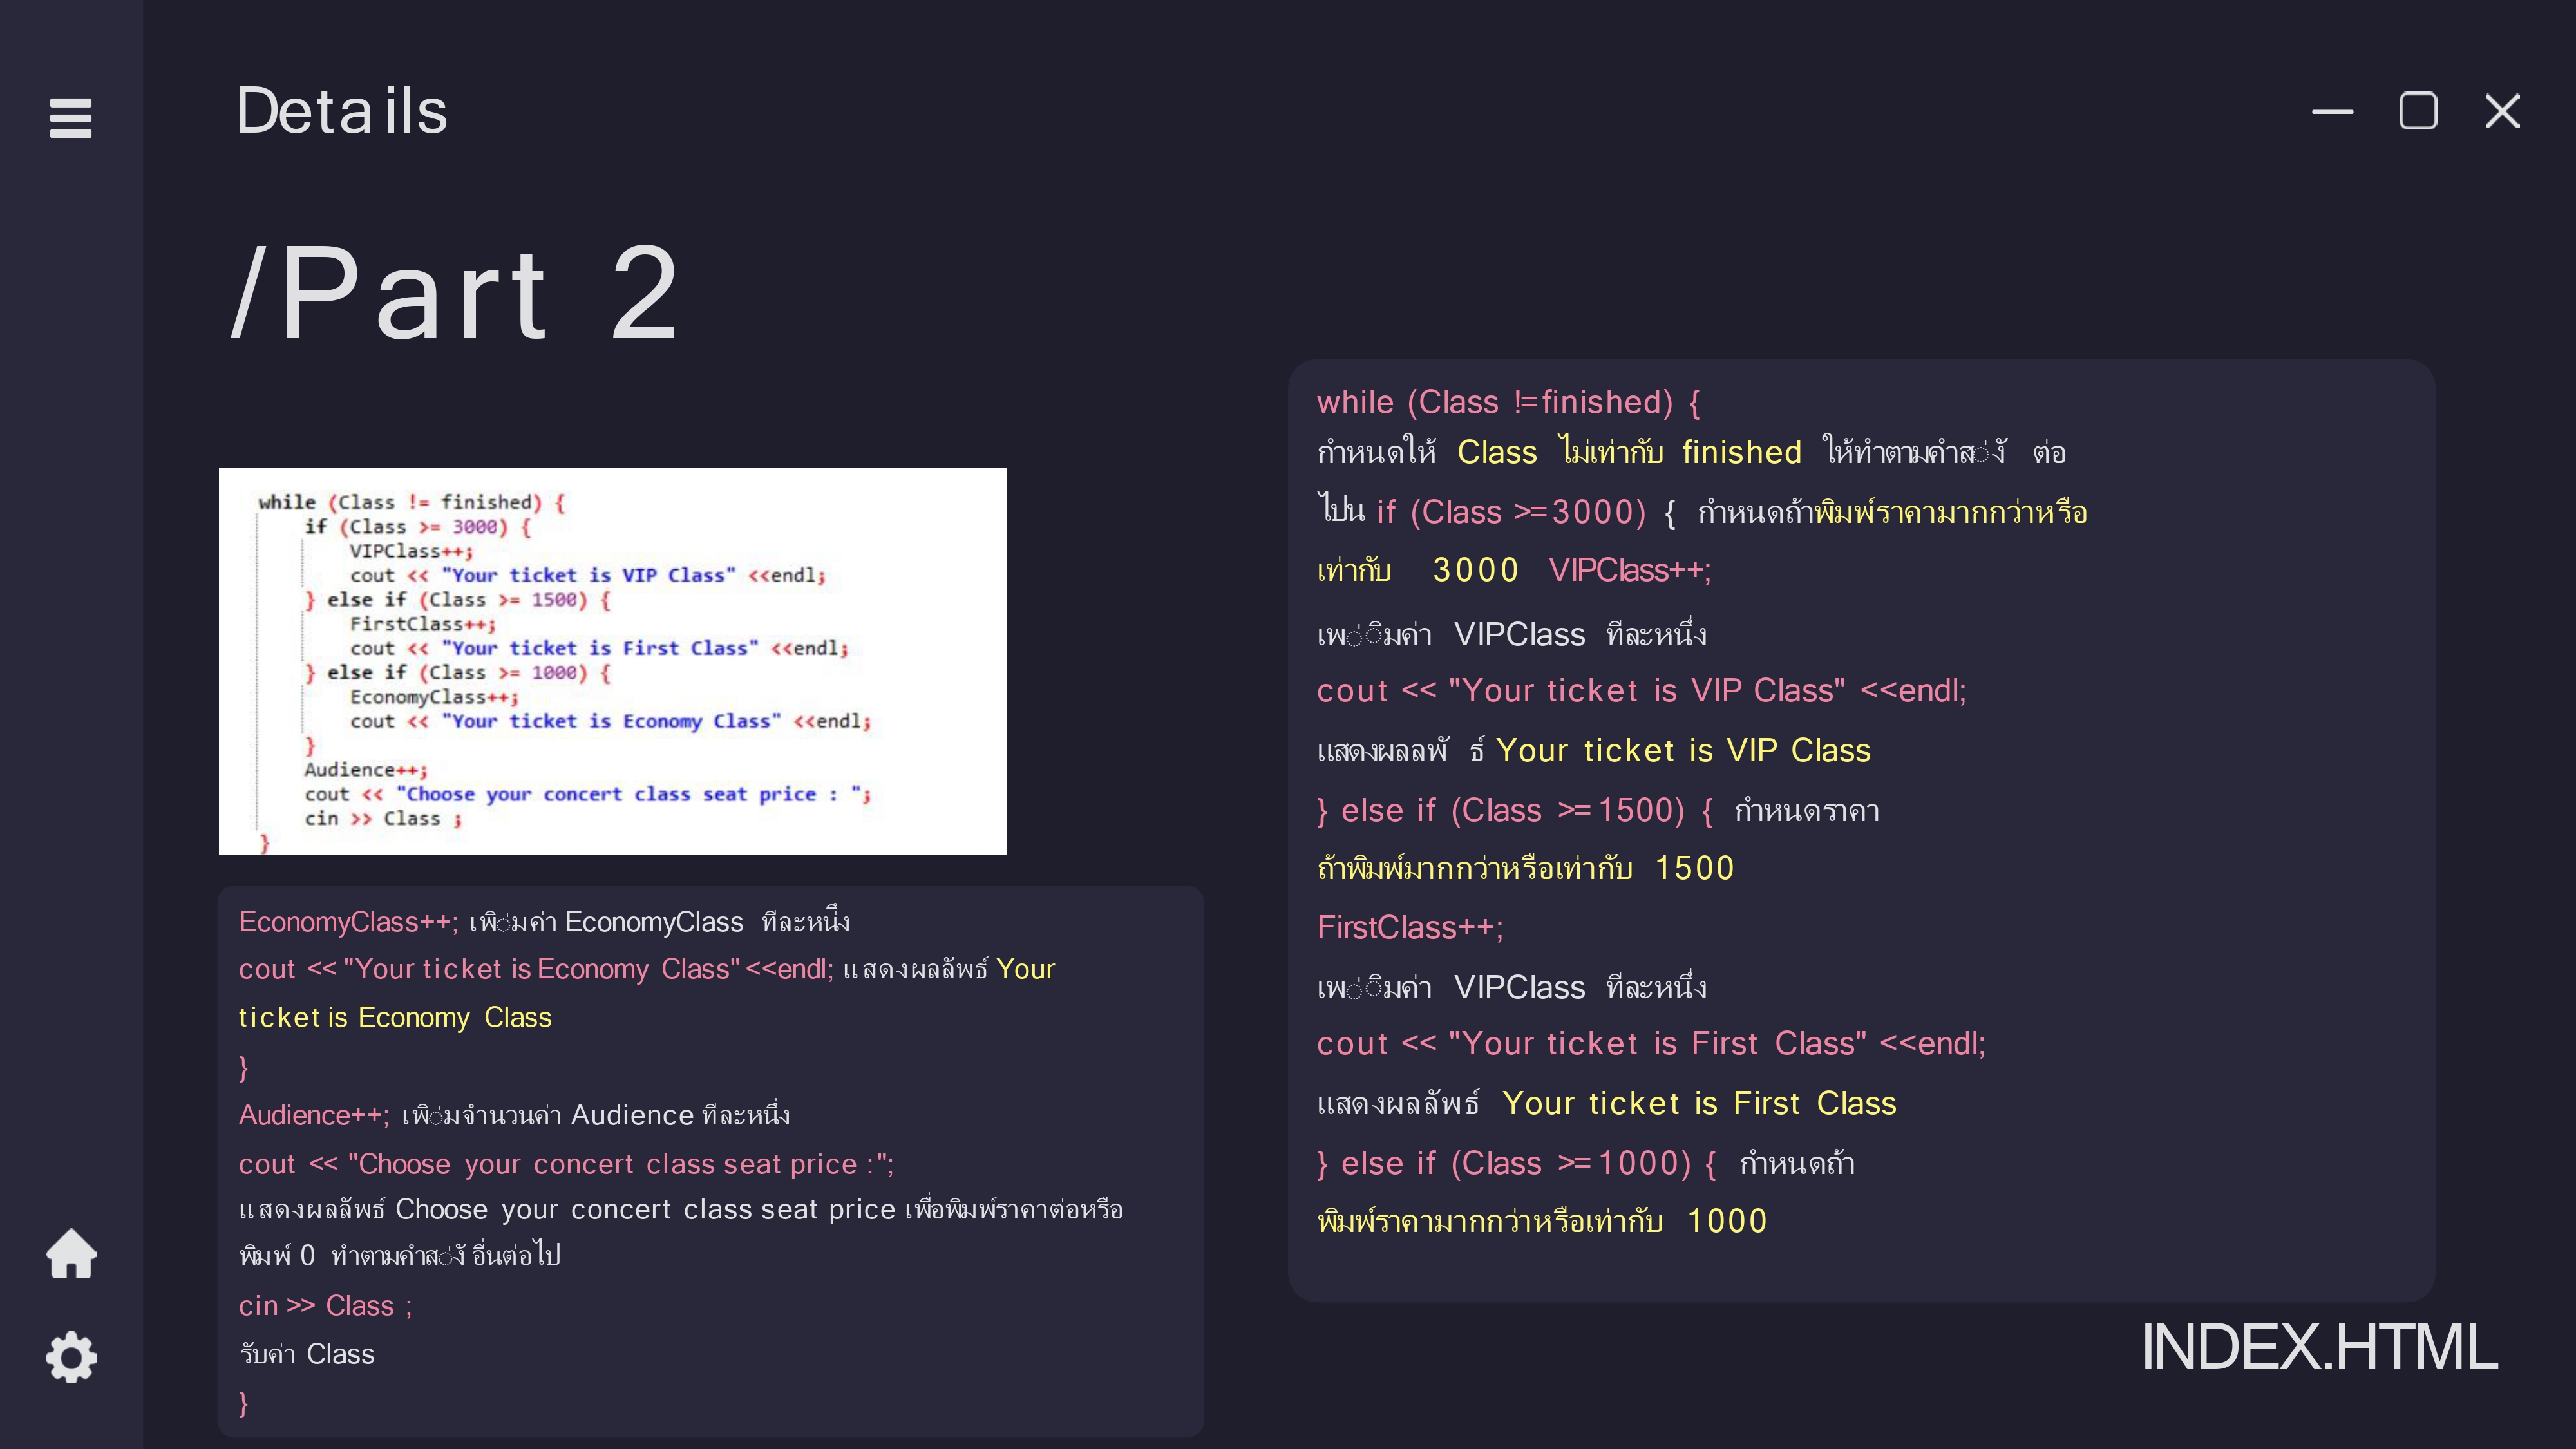 Details
/Part 2
while (Class != finished) {
if (Class >= 3000) {
VIPClass++;
cout << "Your ticket is VIP Class" <<endl;
} else if (Class >= 1500) {
FirstClass++;
cout << "Your ticket is First Class" <<endl;
} else if (Class >= 1000) {
EconomyClass++;
cout << "Your ticket is Economy Class" <<endl;
}
Audience++;
cout << "Choose your concert class seat price : ";
cin >> Class ;
}
EconomyClass++; เพิ่มค่า EconomyClass ทีละหนึ่ง
cout << "Your ticket is Economy Class" <<endl; แสดงผลลัพธ์ Your
ticket is Economy Class
}
Audience++; เพิ่มจำนวนค่า Audience ทีละหนึ่ง
cout << "Choose your concert class seat price :";
แสดงผลลัพธ์ Choose your concert class seat price เพื่อพิมพ์ราคาต่อหรือ
พิมพ์ 0 ทำตามคำสั่ง อื่นต่อไป
cin >> Class ;
รับค่า Class
}
while (Class != finished) {
กำหนดให้ Class ไม่เท่ากับ finished ให้ทำตามคำสั่ง ต่อ
ไปน if (Class >= 3000) { กำหนดถ้าพิมพ์ราคามากกว่าหรือ
เท่ากับ 3000 VIPClass++;
เพิ่มค่า VIPClass ทีละหนึ่ง
cout << "Your ticket is VIP Class" <<endl;
แสดงผลลพั ธ์ Your ticket is VIP Class
} else if (Class >= 1500) { กำหนดราคา
ถ้าพิมพ์มากกว่าหรือเท่ากับ 1500
FirstClass++;
เพิ่มค่า VIPClass ทีละหนึ่ง
cout << "Your ticket is First Class" <<endl;
แสดงผลลัพธ์ Your ticket is First Class
} else if (Class >= 1000) { กำหนดถ้า
พิมพ์ราคามากกว่าหรือเท่ากับ 1000
INDEX.HTML